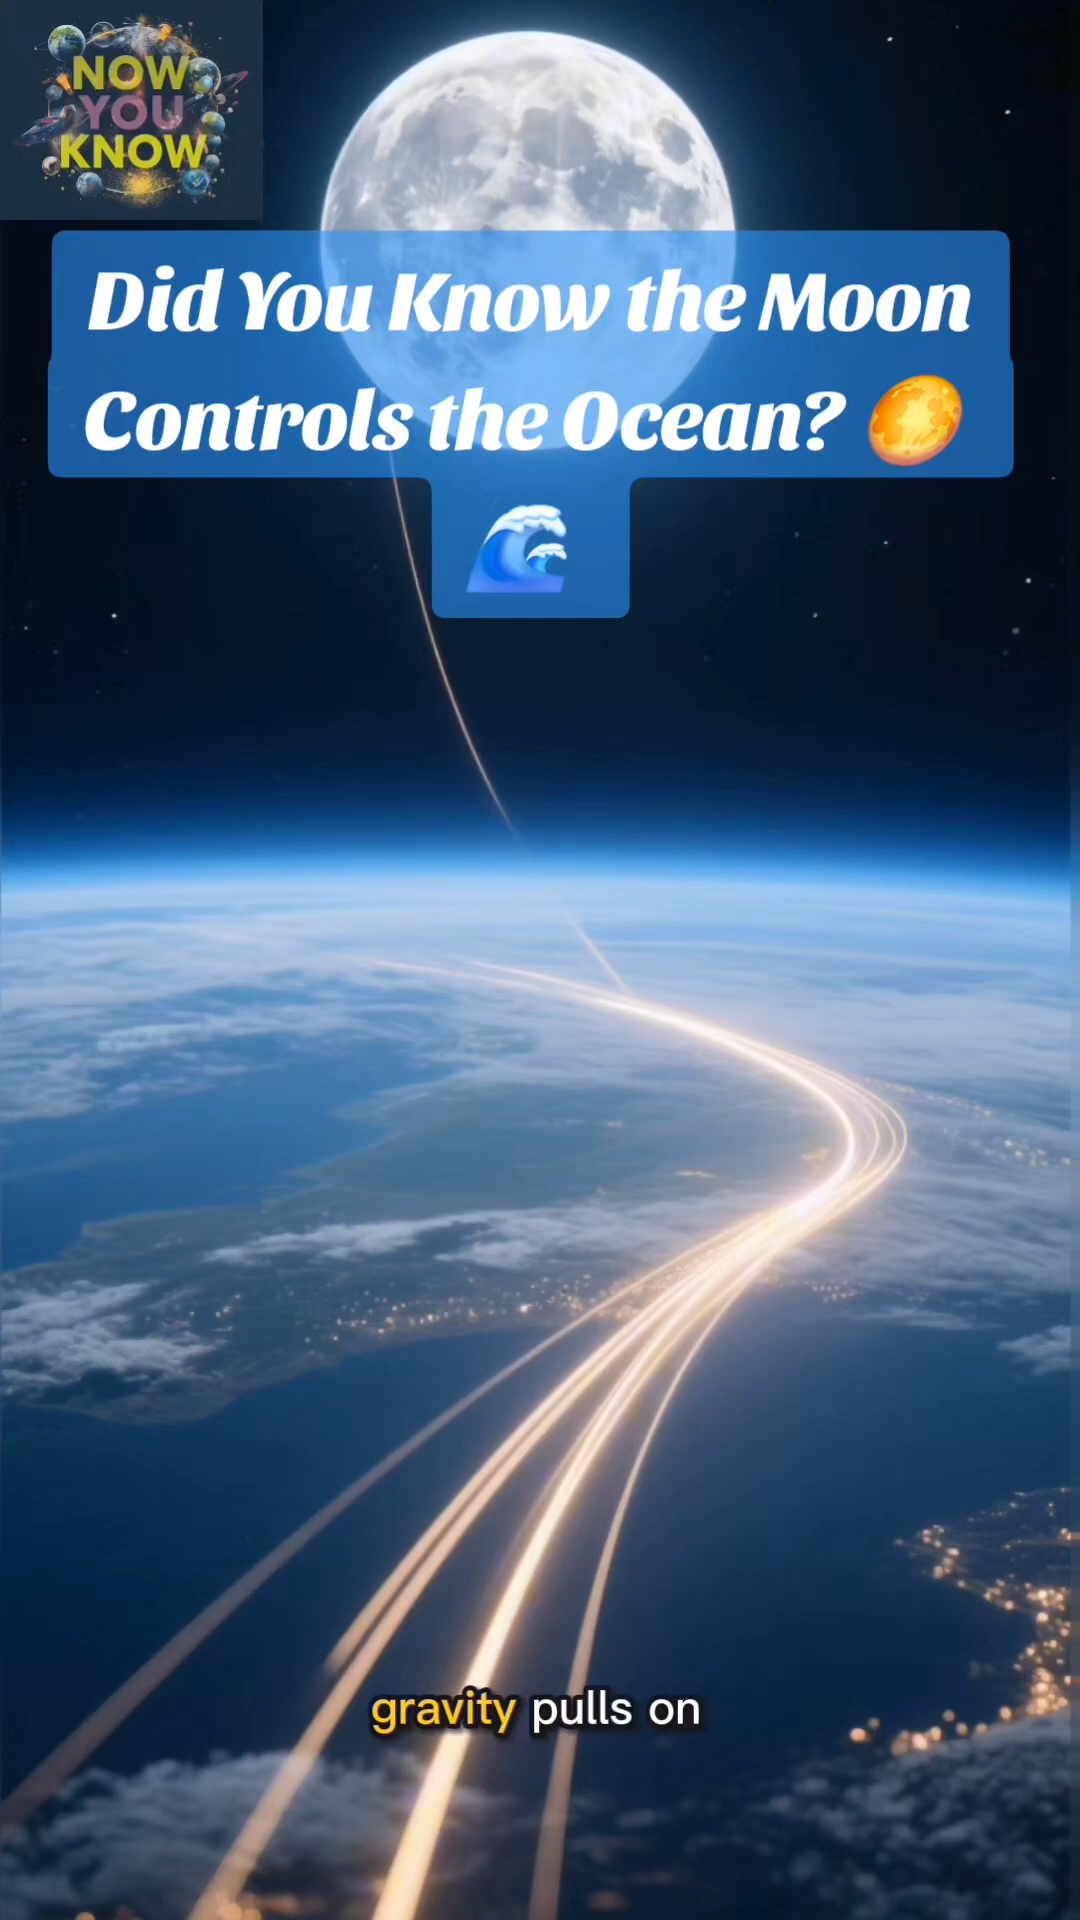 NOW
YOU
KNOW
Did You Know the Moon
Controls the Ocean? 🌕
🌊
gravity pulls on